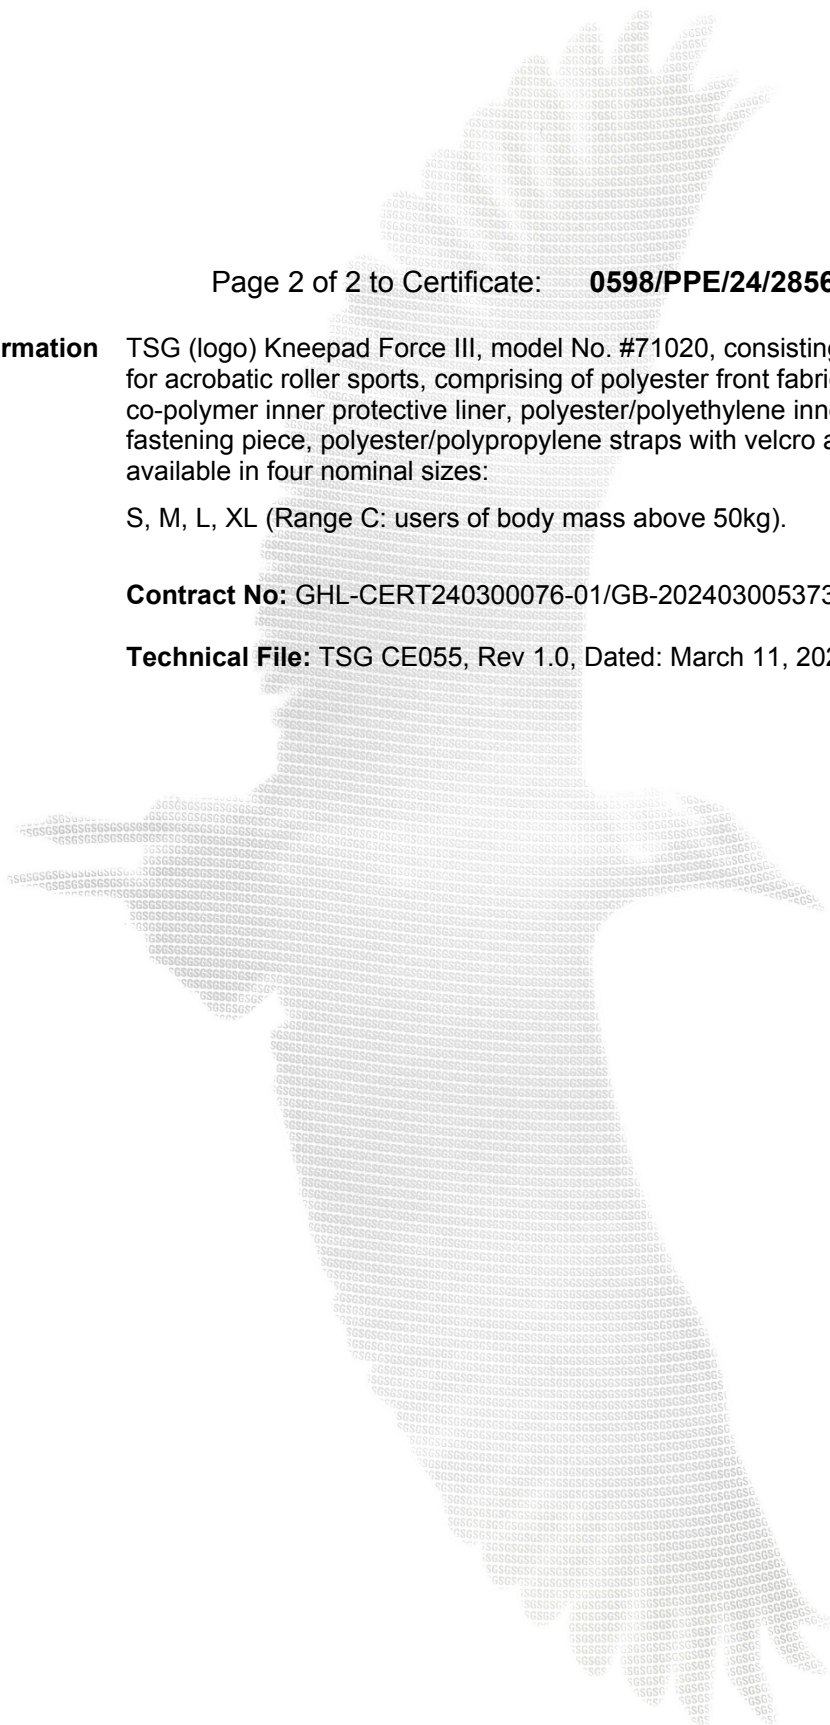 Page 2 of 2 to Certificate: 0598/PPE/24/2856
rmation TSG (logo) Kneepad Force III, model No. #71020, consisting
for acrobatic roller sports, comprising of polyester front fabri
co-polymer inner protective liner, polyester/polyethylene inn
fastening piece, polyester/polypropylene straps with velcro a
available in four nominal sizes:
S, M, L, XL (Range C: users of body mass above 50kg).
Contract No: GHL-CERT240300076-01/GB-202403005373
Technical File: TSG CE055, Rev 1.0, Dated: March 11, 202